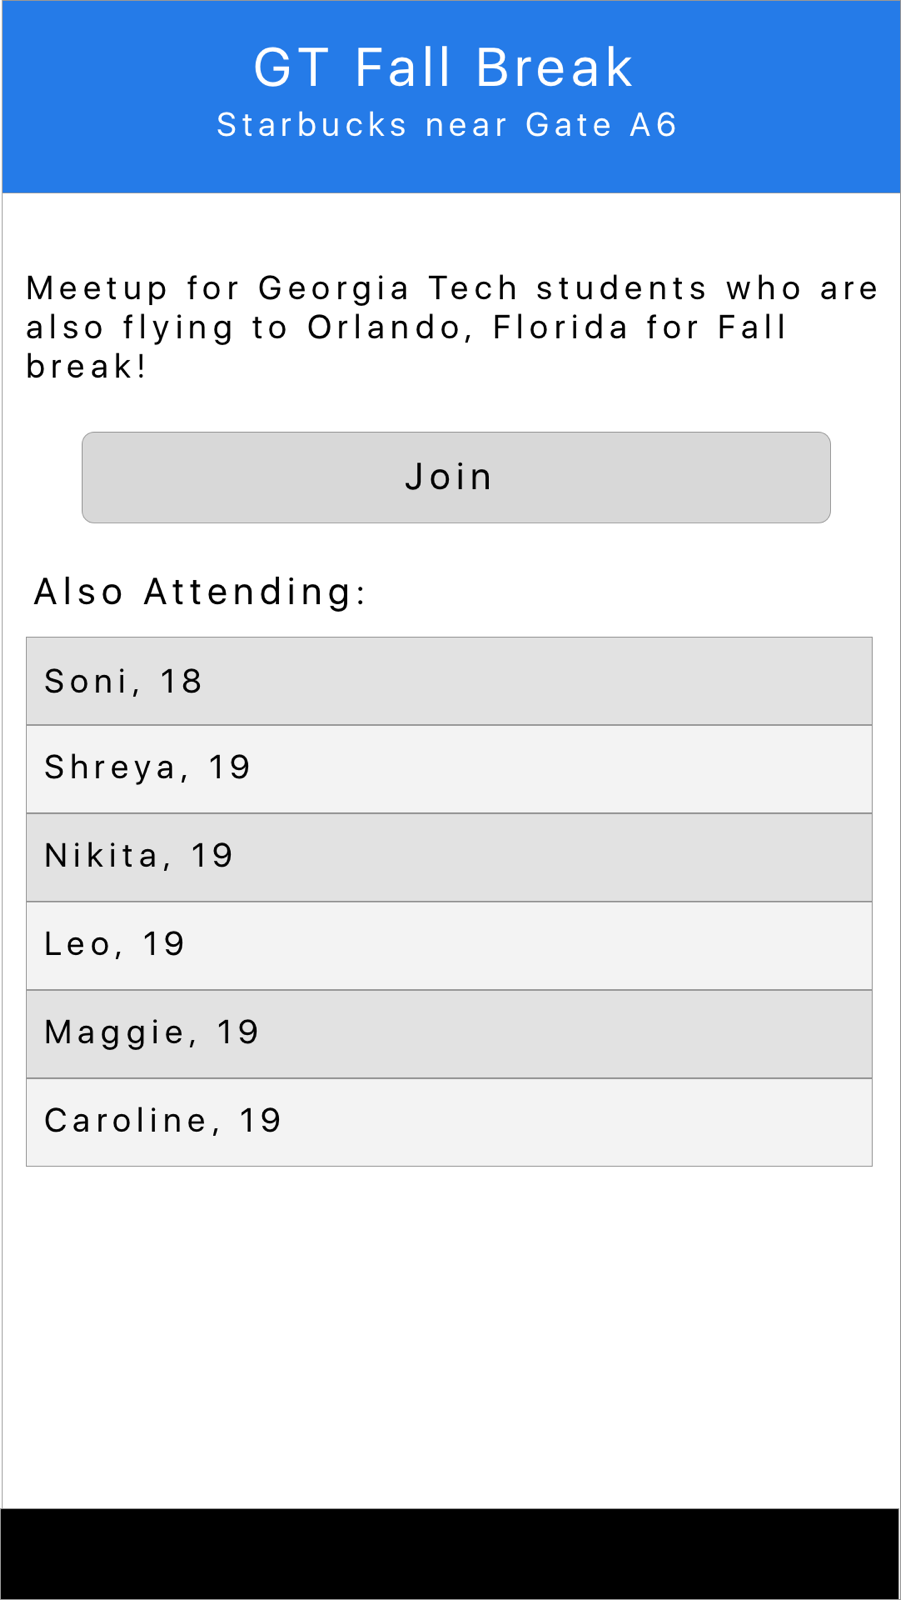 GT Fall Break
Starbucks near Gate A6
Meetup for Georgia Tech students who are
also flying to Orlando, Florida for Fall
break!
Join
Also Attending:
Soni, 18
Shreya, 19
Nikita, 19
Leo, 19
Maggie, 19
Caroline, 19